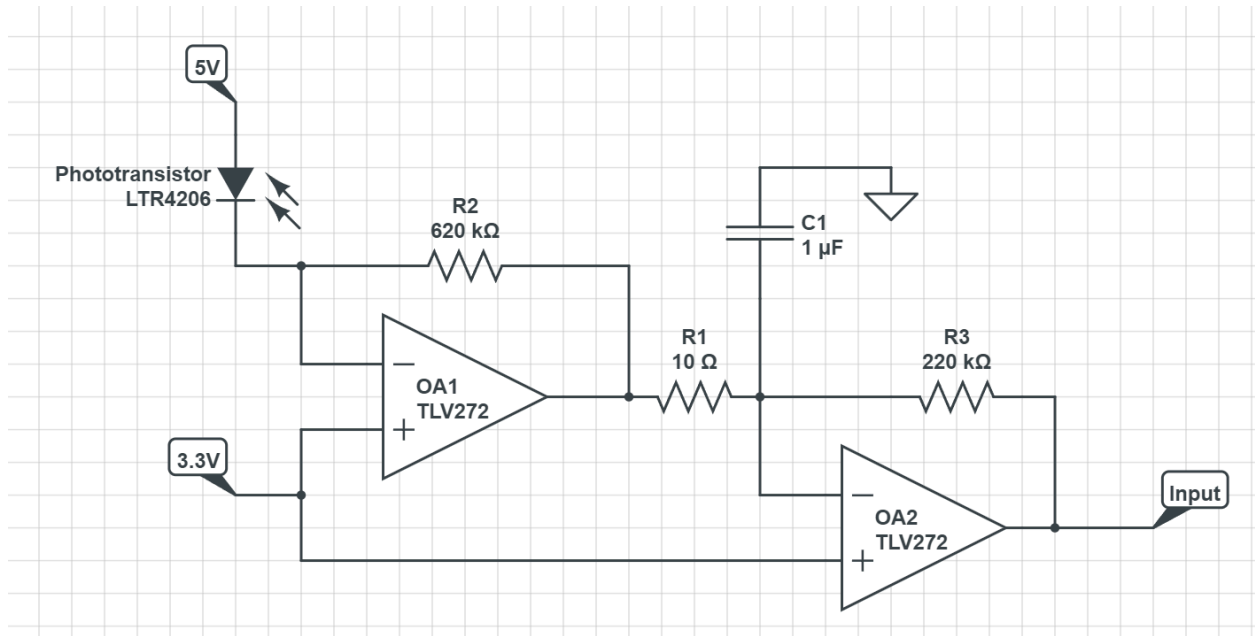 5V
Phototransistor
LTR4206
R2
620 kΩ
C1
1 µF
R1
10 Ω
R3
220 kΩ
OA1
TLV272
3.3V
Input
OA2
TLV272